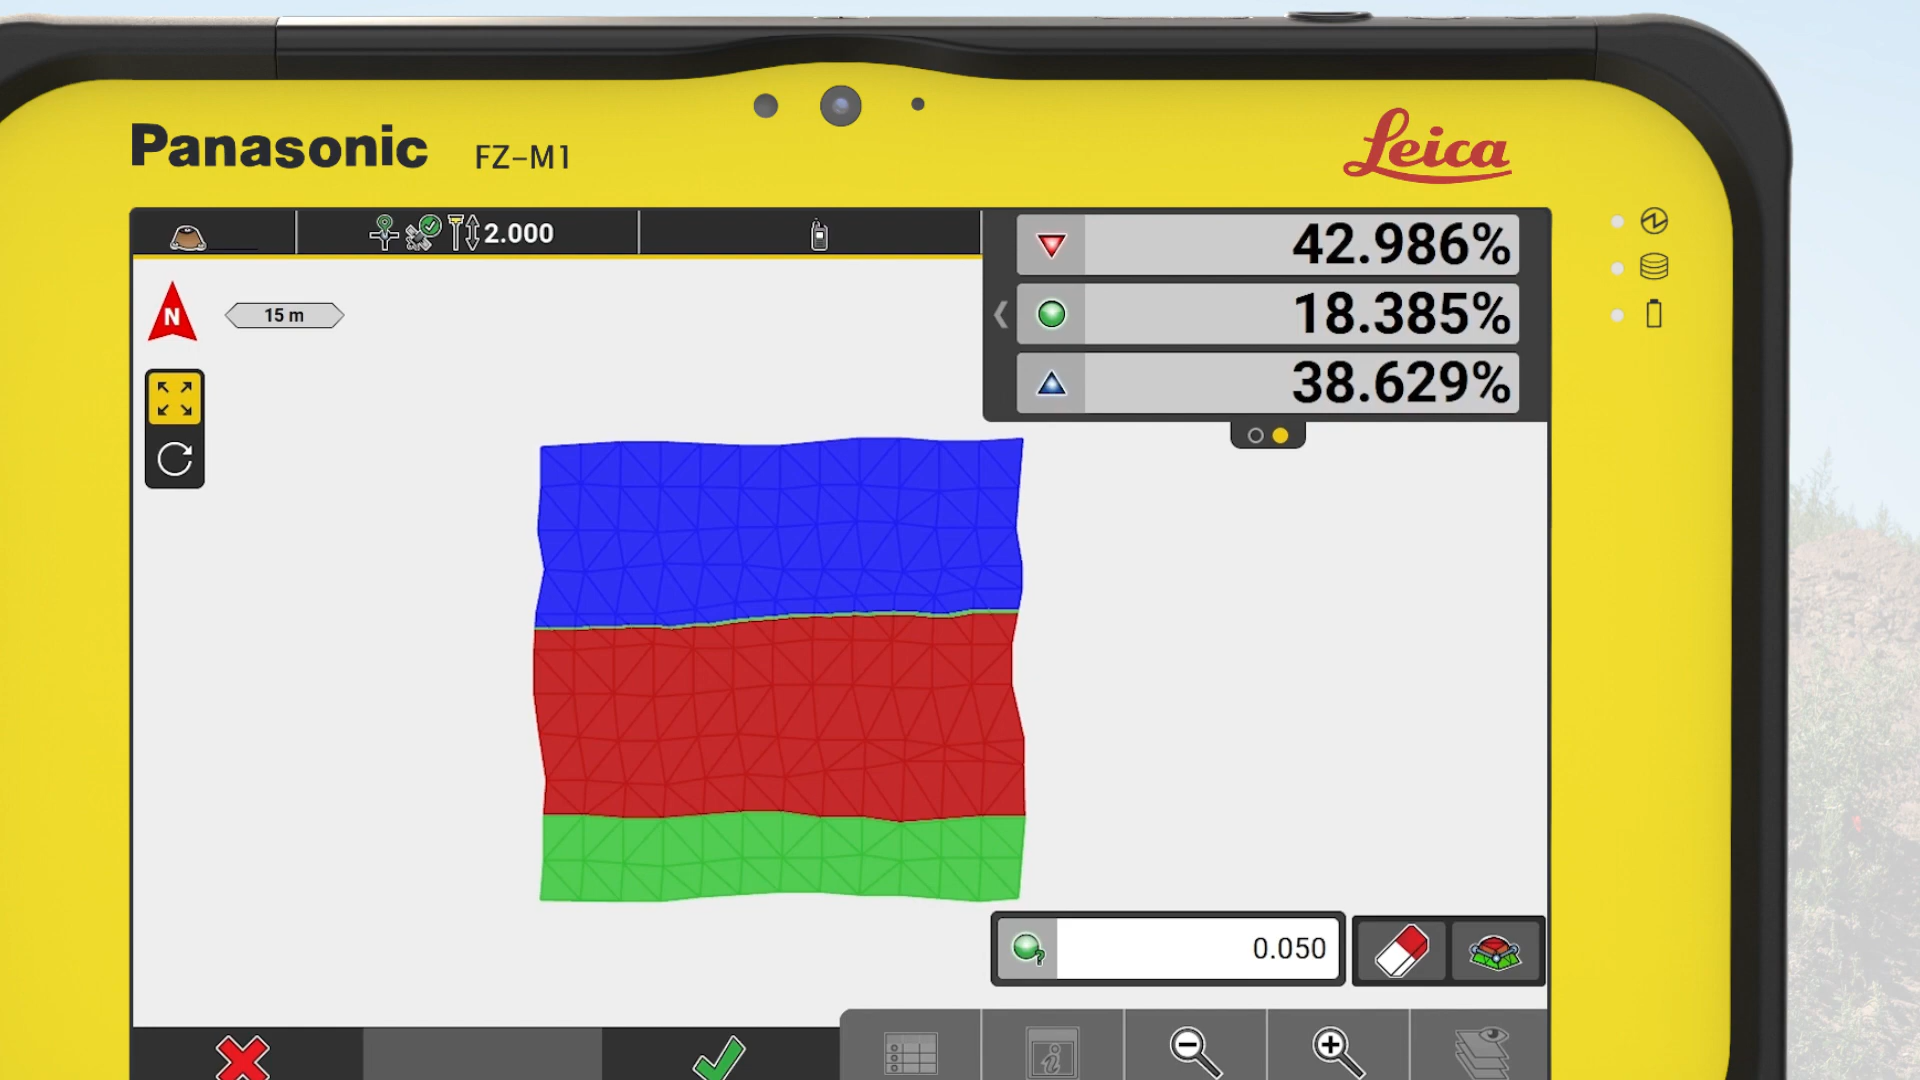 Panasonic FZ-M1 Leica
2.000
42.986%
N 15 m
18.385%
38.629%
0.050